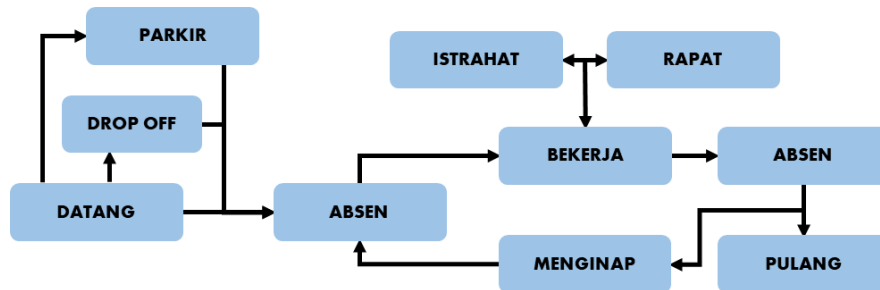 PARKIR
ISTRAHAT
RAPAT
DROP OFF
BEKERJA
ABSEN
DATANG
ABSEN
MENGINAP
PULANG